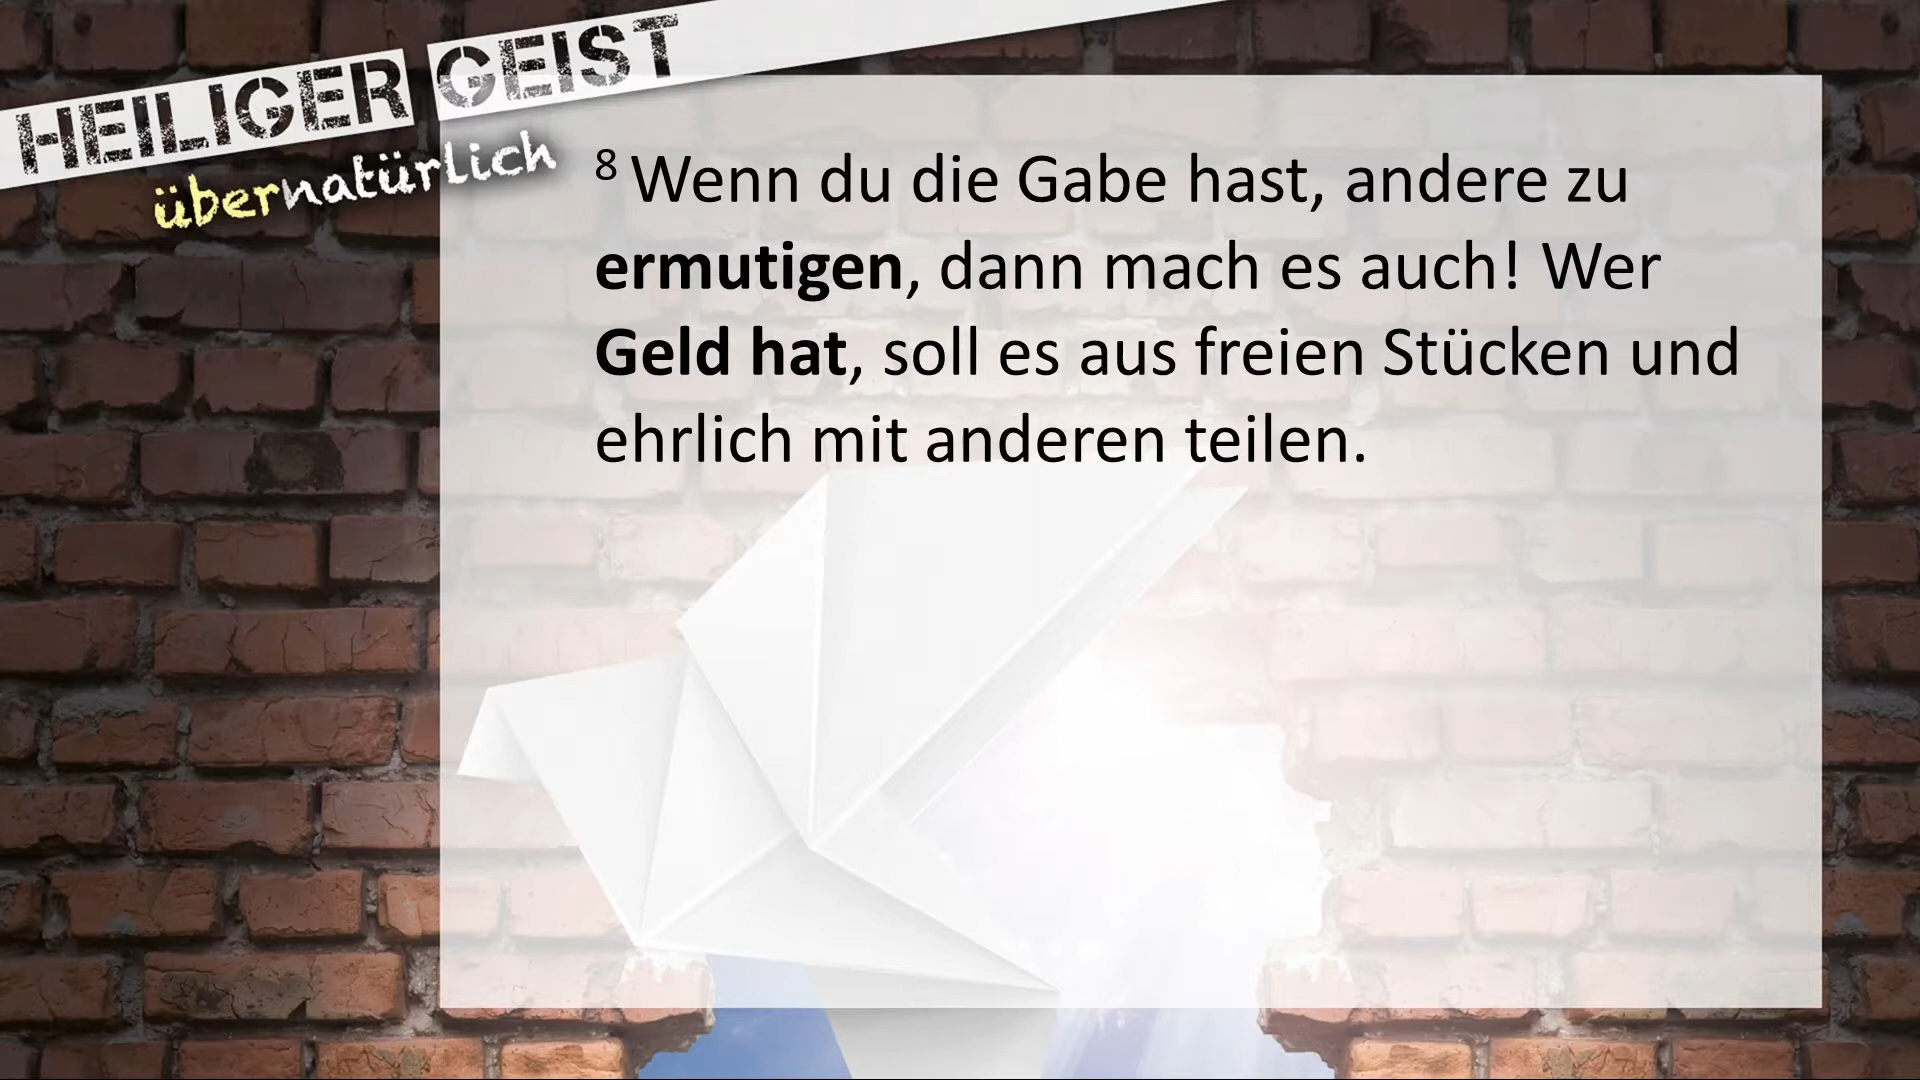 HEILIGER GEIST
übernatürlich
8 Wenn du die Gabe hast, andere zu
ermutigen, dann mach es auch! Wer
Geld hat, soll es aus freien Stücken und
ehrlich mit anderen teilen.